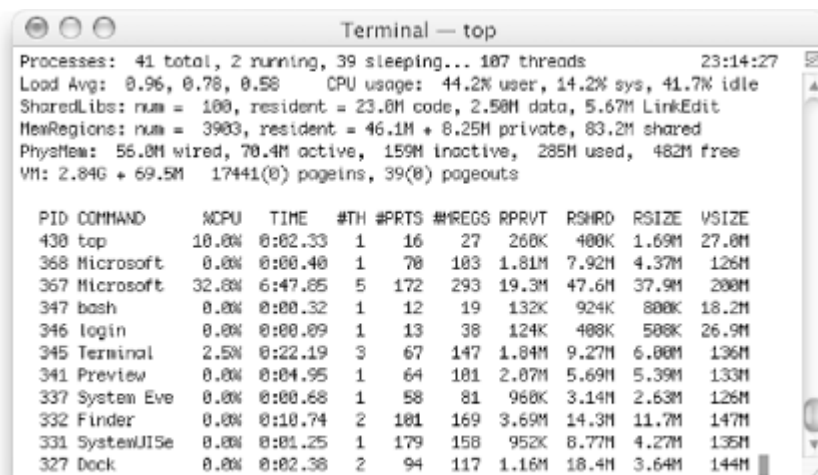 Terminal — top
Processes: 41 total, 2 running, 39 sleeping... 107 threads 23:14:27
Load Avg: 0.96, 0.78, 0.58 CPU usage: 44.2% user, 14.2% sys, 41.7% idle
SharedLibs: num = 100, resident = 23.0M code, 2.50M data, 5.67M LinkEdit
MemRegions: num = 3903, resident = 46.1M + 8.25M private, 83.2M shared
PhysMem: 56.0M wired, 70.4M active, 159M inactive, 285M used, 482M free
VM: 2.84G + 69.5M 17441(0) pageins, 39(0) pageouts
PID COMMAND %CPU TIME #TH #PRTS #MREGS RPRVT RSHRD RSIZE VSIZE
430 top 10.0% 0:02.33 1 16 27 260K 400K 1.69M 27.0M
368 Microsoft 0.0% 0:00.40 1 70 103 1.81M 7.92M 4.37M 126M
367 Microsoft 32.8% 6:47.85 5 172 293 19.3M 47.6M 37.9M 200M
347 bash 0.0% 0:00.32 1 12 19 132K 924K 800K 18.2M
346 login 0.0% 0:00.09 1 13 38 124K 408K 508K 26.9M
345 Terminal 2.5% 0:22.19 3 67 147 1.84M 9.27M 6.00M 136M
341 Preview 0.0% 0:04.95 1 64 101 2.07M 5.69M 5.39M 133M
337 System Eve 0.0% 0:00.68 1 58 81 960K 3.14M 2.63M 126M
332 Finder 0.0% 0:10.74 2 101 169 3.69M 14.3M 11.7M 147M
331 SystemUISe 0.0% 0:01.25 1 179 158 952K 8.77M 4.27M 135M
327 Dock 0.0% 0:02.38 2 94 117 1.16M 18.4M 3.64M 144M